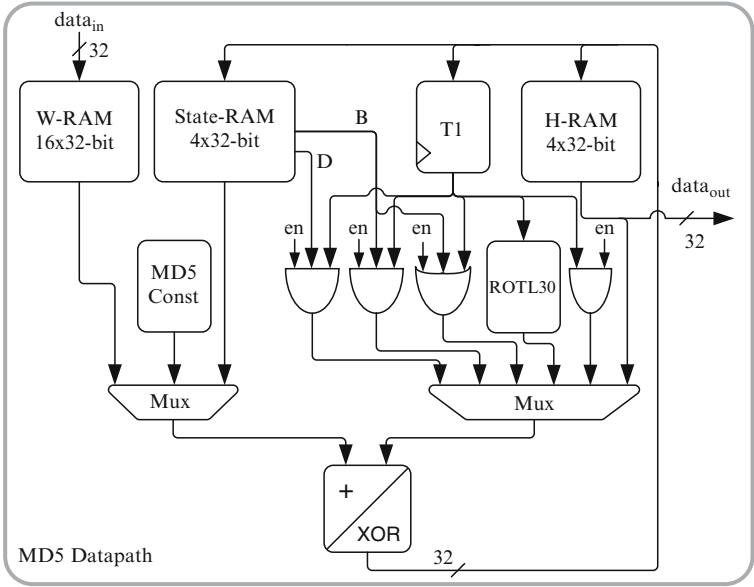 data_in
32
W-RAM
16x32-bit
State-RAM
4x32-bit
B
D
T1
H-RAM
4x32-bit
data_out
32
en
en
en
en
MD5
Const
ROTL30
Mux
Mux
+
XOR
MD5 Datapath
32